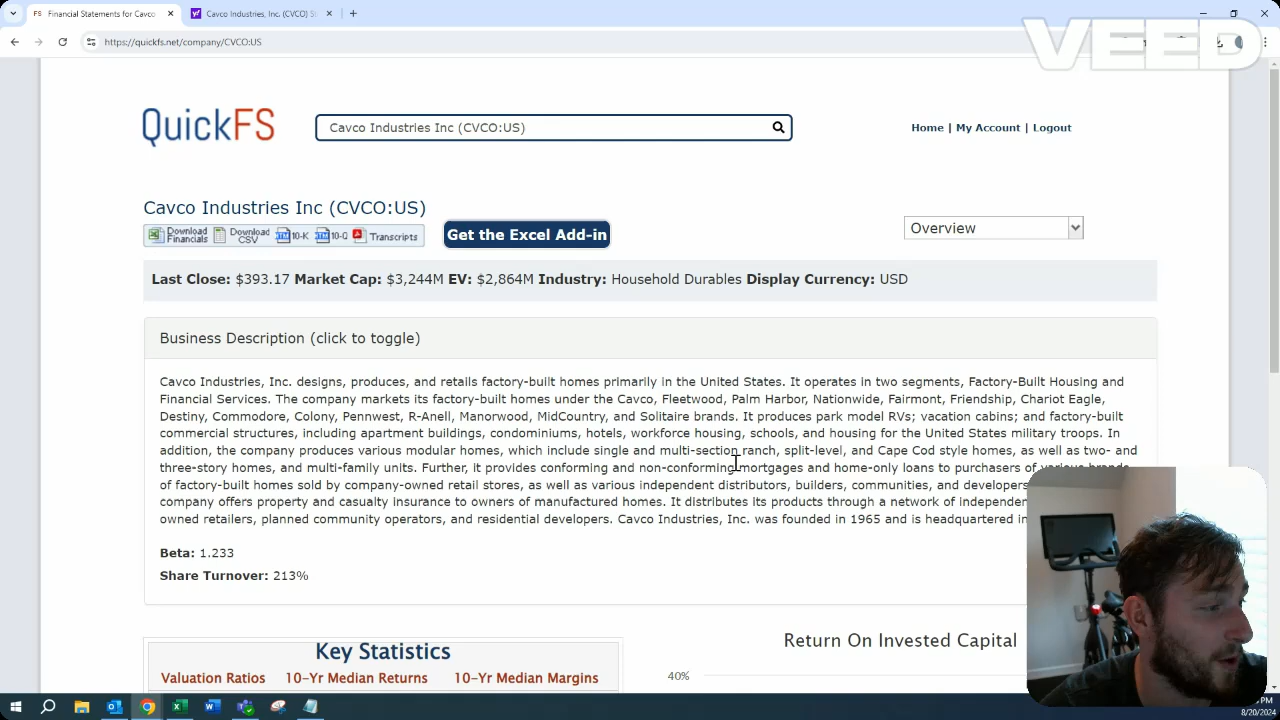 FS Financial Statements for Cavco
Cavco Industries, Inc. (CVCO) St
https://quickfs.net/company/CVCO:US
VEED
QuickFS
Cavco Industries Inc (CVCO:US)
Home | My Account | Logout
Cavco Industries Inc (CVCO:US)
Download Financials
Download CSV
10-K
10-Q
Transcripts
Get the Excel Add-in
Overview
Last Close: $393.17 Market Cap: $3,244M EV: $2,864M Industry: Household Durables Display Currency: USD
Business Description (click to toggle)
Cavco Industries, Inc. designs, produces, and retails factory-built homes primarily in the United States. It operates in two segments, Factory-Built Housing and
Financial Services. The company markets its factory-built homes under the Cavco, Fleetwood, Palm Harbor, Nationwide, Fairmont, Friendship, Chariot Eagle,
Destiny, Commodore, Colony, Pennwest, R-Anell, Manorwood, MidCountry, and Solitaire brands. It produces park model RVs; vacation cabins; and factory-built
commercial structures, including apartment buildings, condominiums, hotels, workforce housing, schools, and housing for the United States military troops. In
addition, the company produces various modular homes, which include single and multi-section ranch, split-level, and Cape Cod style homes, as well as two- and
three-story homes, and multi-family units. Further, it provides conforming and non-conforming mortgages and home-only loans to purchasers of various brands
of factory-built homes sold by company-owned retail stores, as well as various independent distributors, builders, communities, and developers
company offers property and casualty insurance to owners of manufactured homes. It distributes its products through a network of independen
owned retailers, planned community operators, and residential developers. Cavco Industries, Inc. was founded in 1965 and is headquartered in
Beta: 1.233
Share Turnover: 213%
Key Statistics
Valuation Ratios 10-Yr Median Returns 10-Yr Median Margins
Return On Invested Capital
40%
8/20/2024